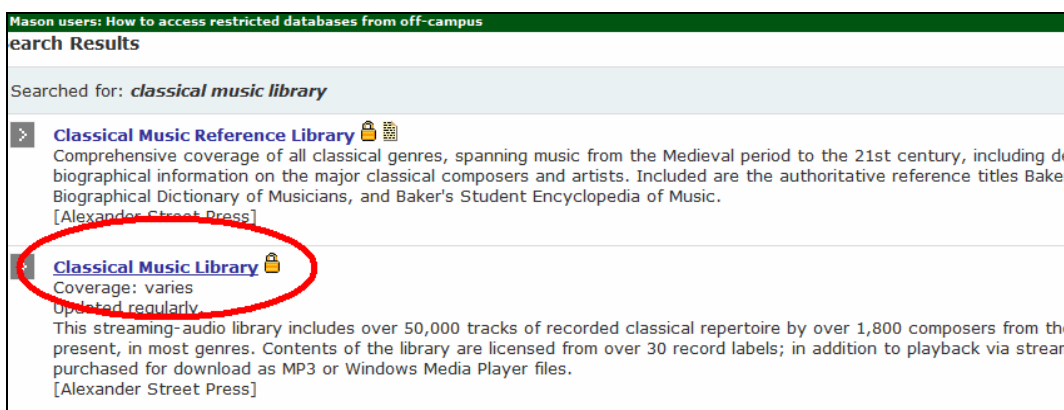 Mason users: How to access restricted databases from off-campus
earch Results
Searched for: classical music library
Classical Music Reference Library
Comprehensive coverage of all classical genres, spanning music from the Medieval period to the 21st century, including d
biographical information on the major classical composers and artists. Included are the authoritative reference titles Bake
Biographical Dictionary of Musicians, and Baker's Student Encyclopedia of Music.
[Alexander Street Press]
Classical Music Library
Coverage: varies
Updated regularly.
This streaming-audio library includes over 50,000 tracks of recorded classical repertoire by over 1,800 composers from the
present, in most genres. Contents of the library are licensed from over 30 record labels; in addition to playback via strea
purchased for download as MP3 or Windows Media Player files.
[Alexander Street Press]